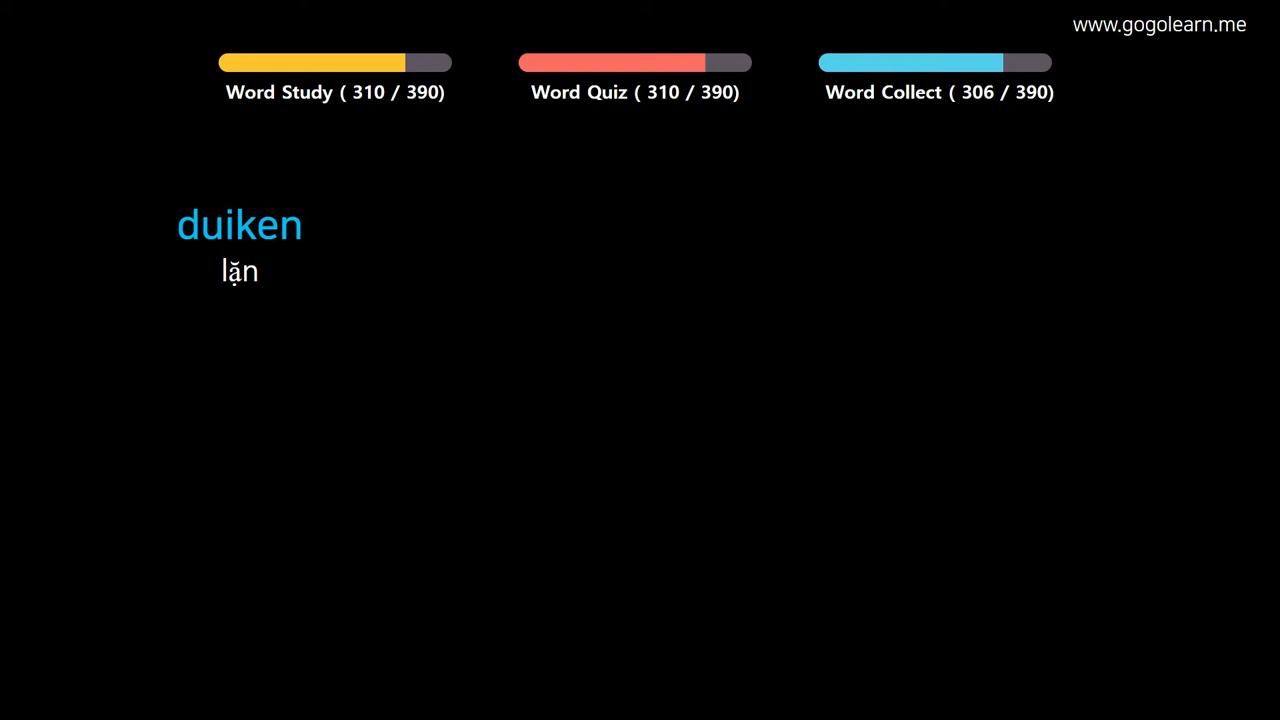 www.gogolearn.me
Word Study ( 310 / 390)
Word Quiz ( 310 / 390)
Word Collect ( 306 / 390)
duiken
lặn